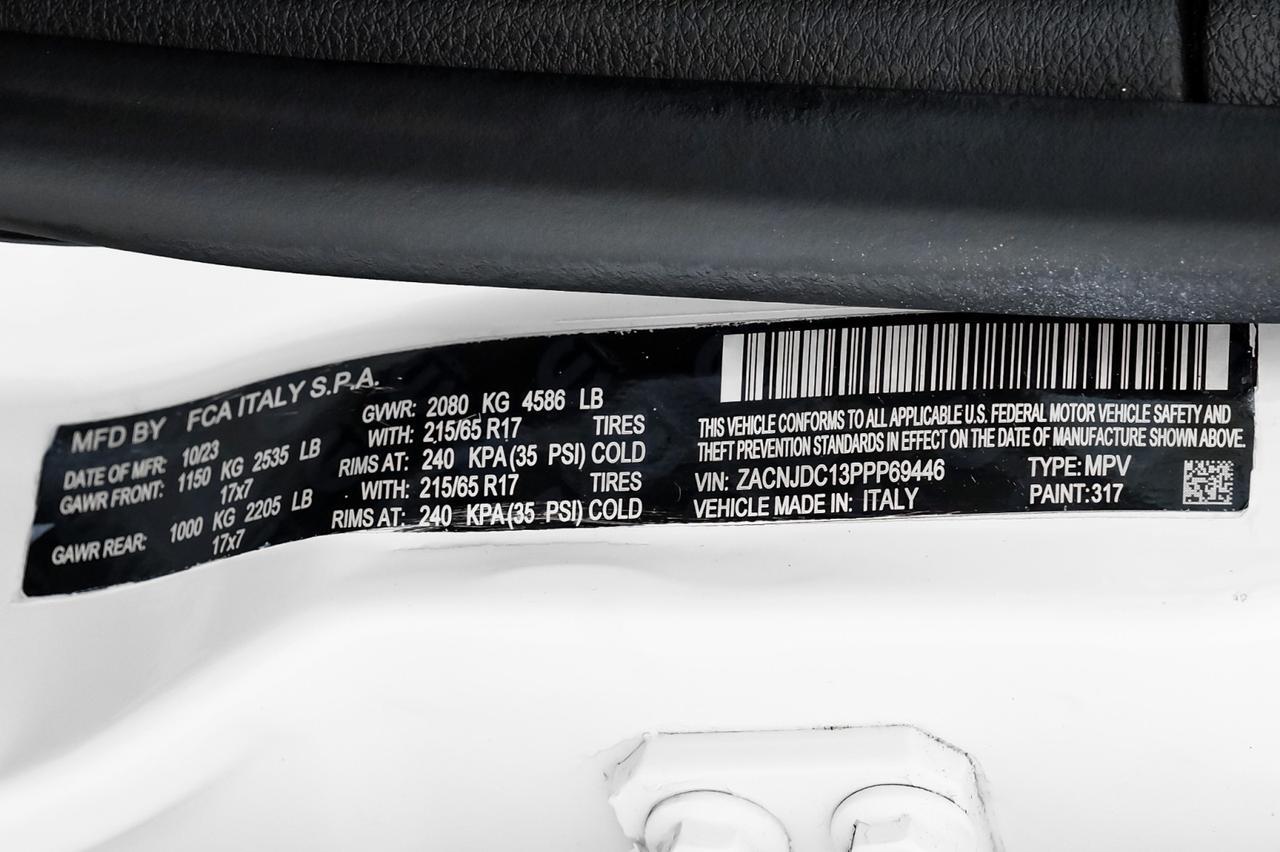 MFD BY FCA ITALY S.P.A.
DATE OF MFR: 10/23
GAWR FRONT: 1150 KG 2535 LB
17x7
GAWR REAR: 1000 KG 2205 LB
17x7
GVWR: 2080 KG 4586 LB
WITH: 215/65 R17 TIRES
RIMS AT: 240 KPA(35 PSI) COLD
WITH: 215/65 R17 TIRES
RIMS AT: 240 KPA(35 PSI) COLD
THIS VEHICLE CONFORMS TO ALL APPLICABLE U.S. FEDERAL MOTOR VEHICLE SAFETY AND
THEFT PREVENTION STANDARDS IN EFFECT ON THE DATE OF MANUFACTURE SHOWN ABOVE.
VIN: ZACNJDC13PPP69446 TYPE: MPV
VEHICLE MADE IN: ITALY PAINT: 317